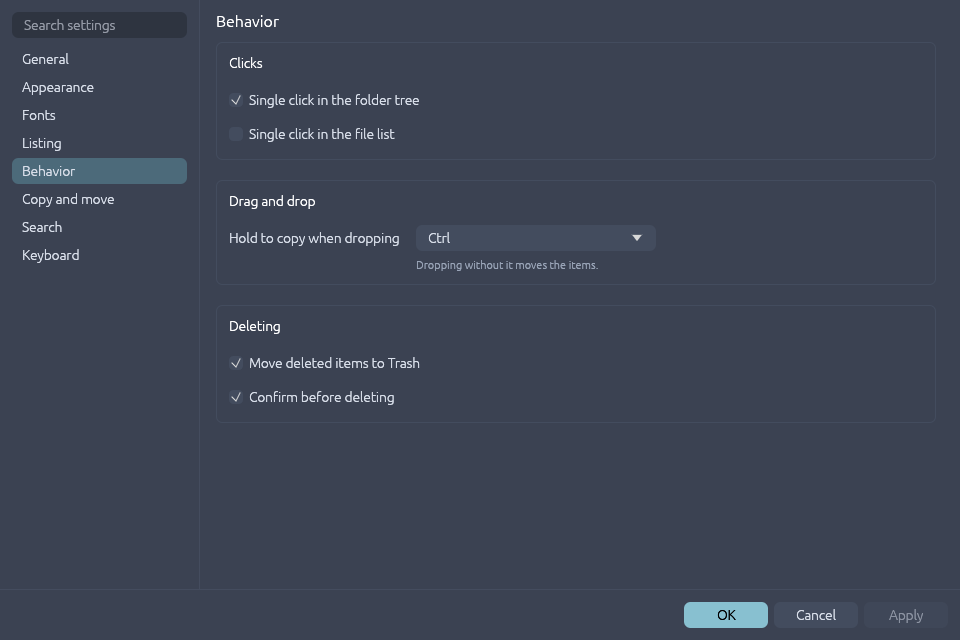 Search settings
General
Appearance
Fonts
Listing
Behavior
Copy and move
Search
Keyboard
Behavior
Clicks
Single click in the folder tree
Single click in the file list
Drag and drop
Hold to copy when dropping
Ctrl
Dropping without it moves the items.
Deleting
Move deleted items to Trash
Confirm before deleting
OK
Cancel
Apply